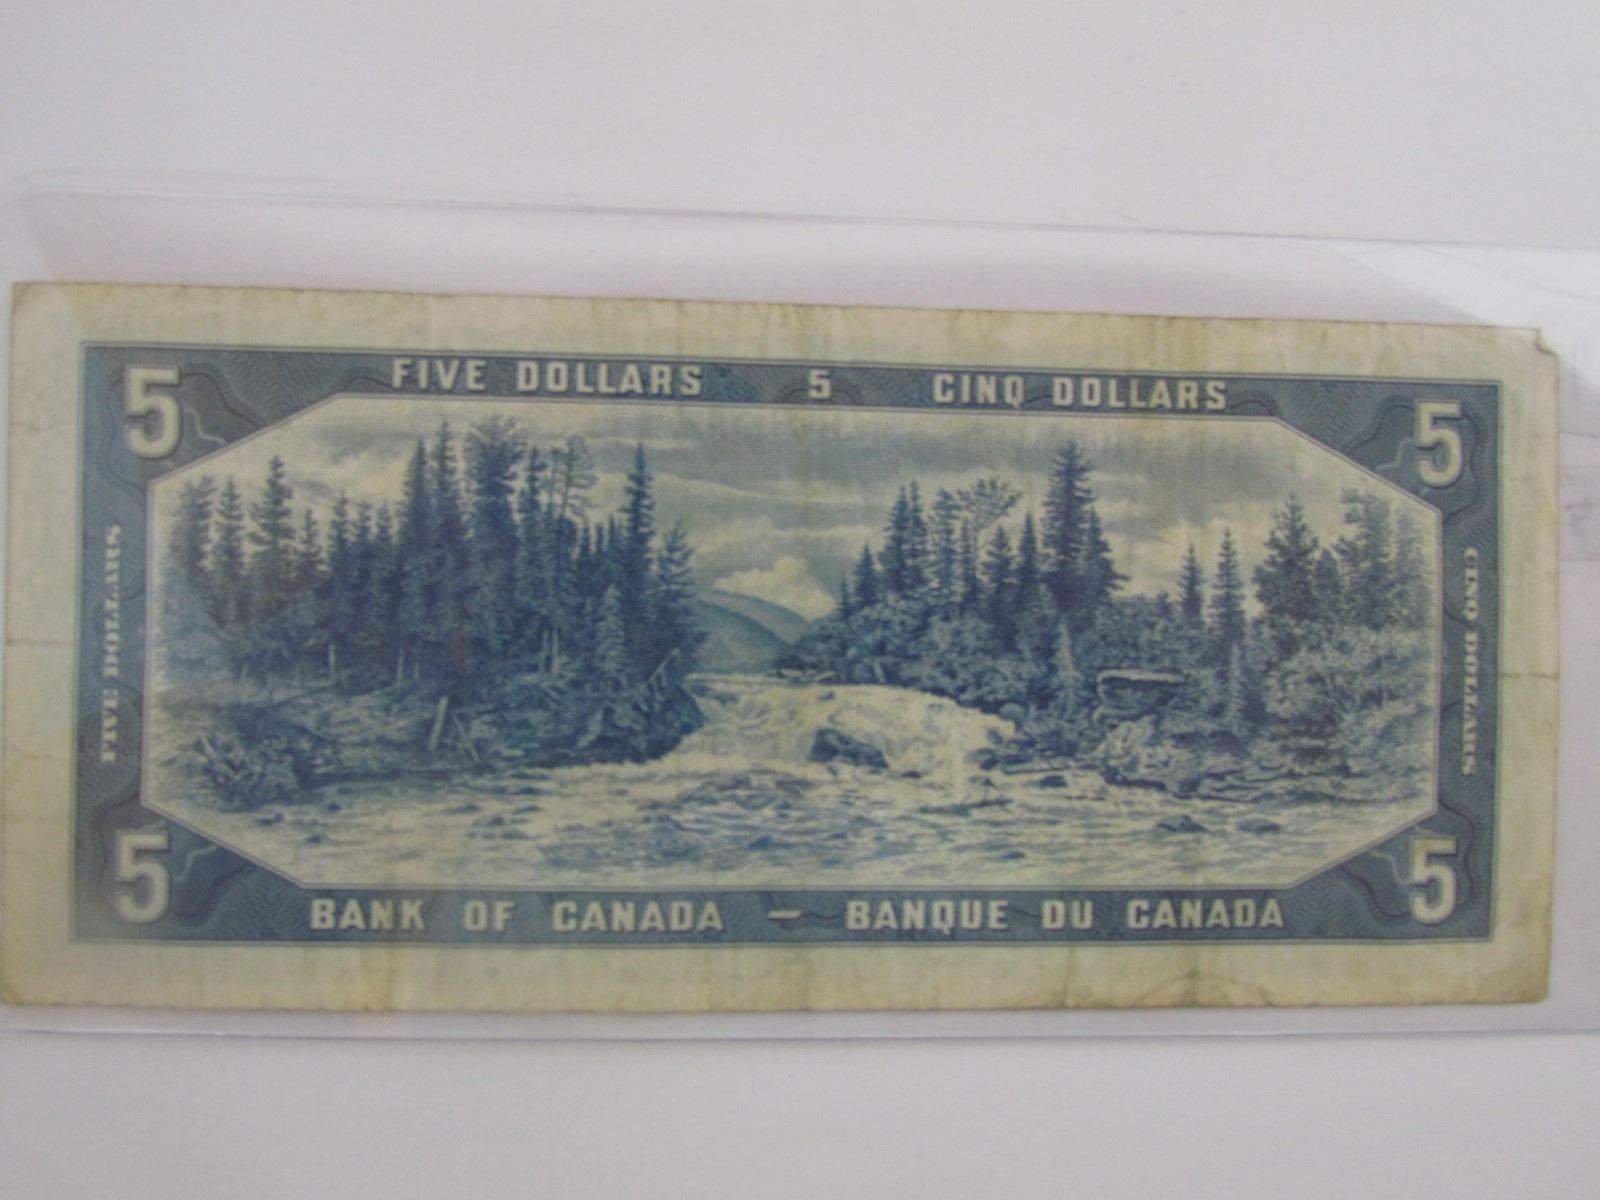 5 FIVE DOLLARS 5 CINQ DOLLARS 5
FIVE DOLLARS
CINQ DOLLARS
5 BANK OF CANADA — BANQUE DU CANADA 5